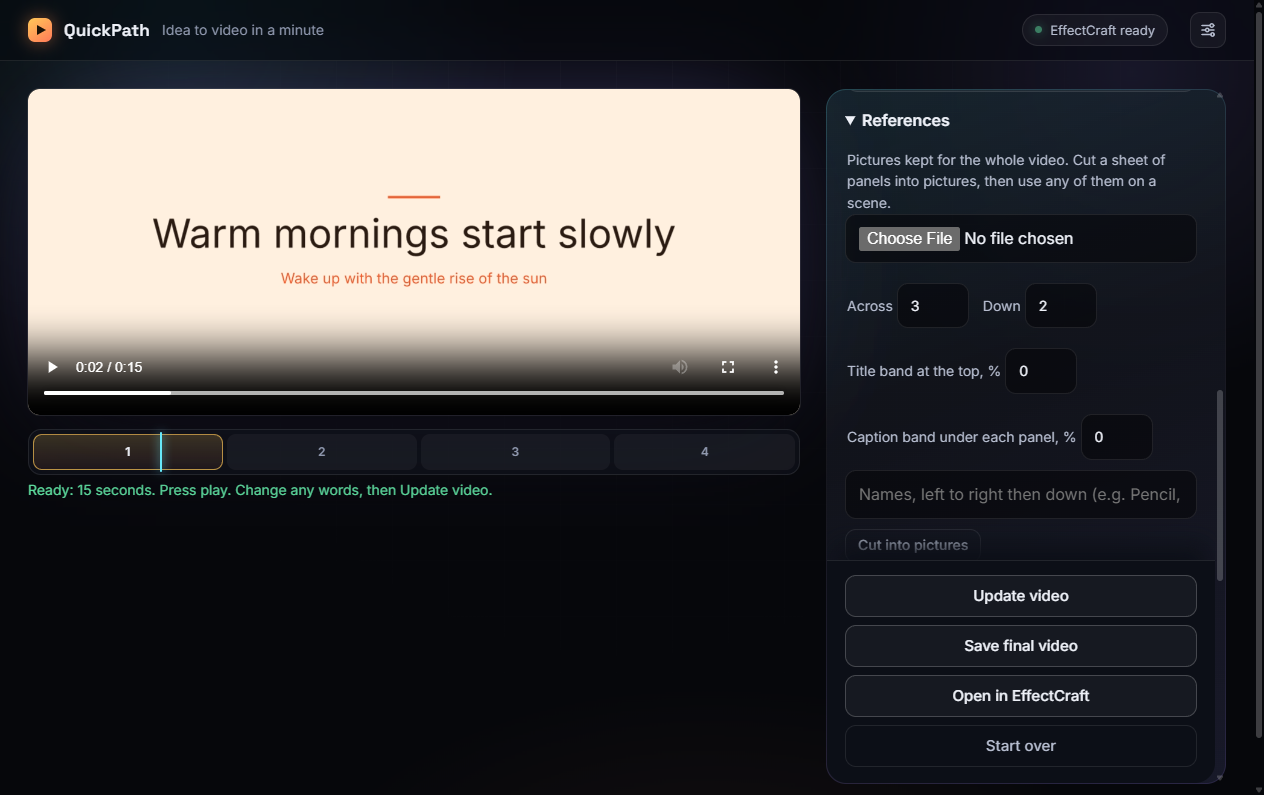 QuickPath Idea to video in a minute
EffectCraft ready
Warm mornings start slowly
Wake up with the gentle rise of the sun
0:02 / 0:15
1 2 3 4
Ready: 15 seconds. Press play. Change any words, then Update video.
▼ References
Pictures kept for the whole video. Cut a sheet of
panels into pictures, then use any of them on a
scene.
Choose File No file chosen
Across 3 Down 2
Title band at the top, % 0
Caption band under each panel, % 0
Names, left to right then down (e.g. Pencil,
Cut into pictures
Update video
Save final video
Open in EffectCraft
Start over